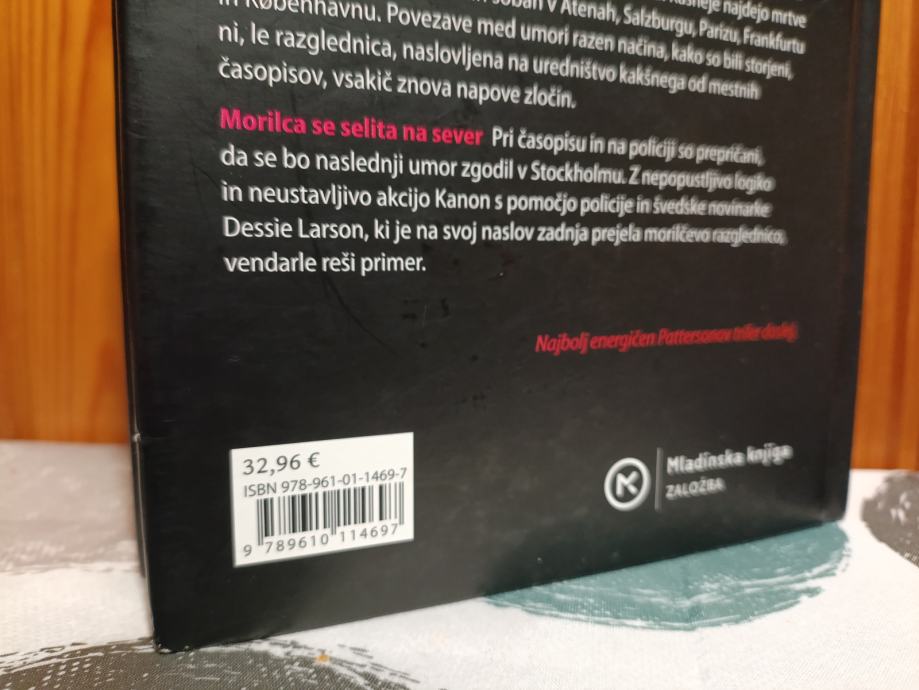 najdejo mrtve
v Atenah, Salzburgu, Parizu, Frankfurtu
in Københavnu. Povezave med umori razen načina, kako so bili storjeni,
ni, le razglednica, naslovljena na uredništvo kakšnega od mestnih
časopisov, vsakič znova napove zločin.
Morilca se selita na sever Pri časopisu in na policiji so prepričani,
da se bo naslednji umor zgodil v Stockholmu. Z nepopustljivo logiko
in neustavljivo akcijo Kanon s pomočjo policije in švedske novinarke
Dessie Larson, ki je na svoj naslov zadnja prejela morilčevo razglednico,
vendarle reši primer.
Najbolj energičen Pattersonov triler doslej.
32,96 €
ISBN 978-961-01-1469-7
9 789610 114697
Mladinska knjiga
ZALOŽBA